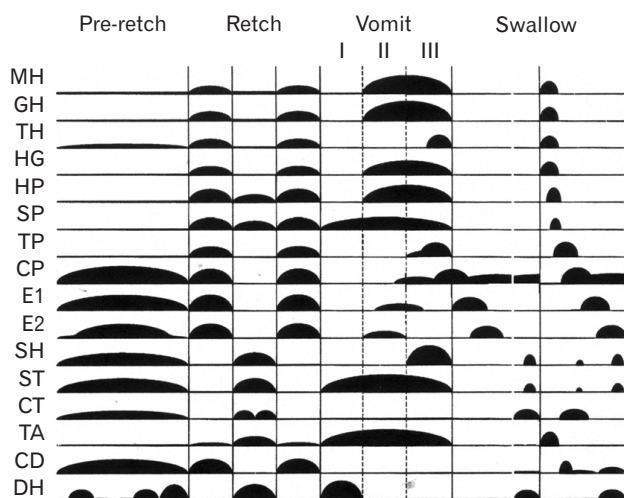 Pre-retch Retch Vomit Swallow
I II III
MH
GH
TH
HG
HP
SP
TP
CP
E1
E2
SH
ST
CT
TA
CD
DH